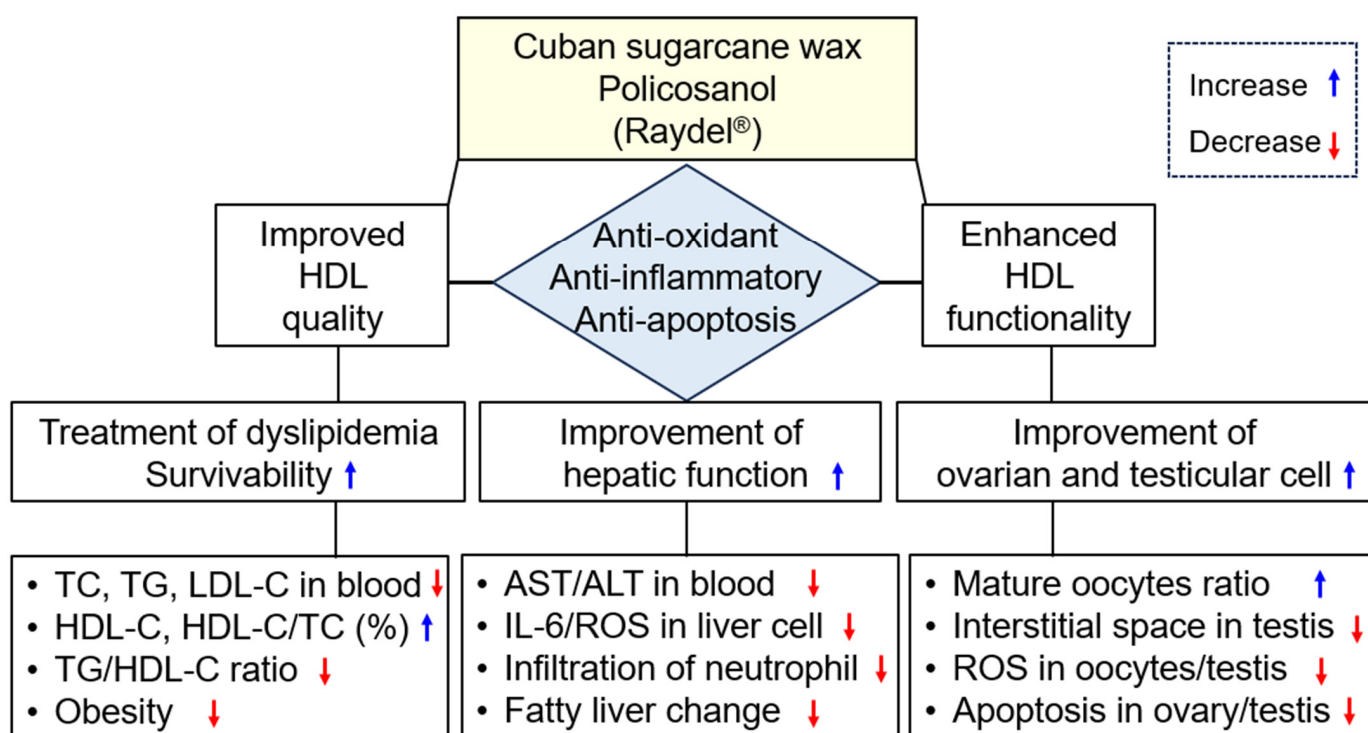 Cuban sugarcane wax
Policosanol
(Raydel®)
Increase ↑
Decrease ↓
Improved
HDL
quality
Anti-oxidant
Anti-inflammatory
Anti-apoptosis
Enhanced
HDL
functionality
Treatment of dyslipidemia
Survivability ↑
Improvement of
hepatic function ↑
Improvement of
ovarian and testicular cell ↑
• TC, TG, LDL-C in blood ↓
• HDL-C, HDL-C/TC (%) ↑
• TG/HDL-C ratio ↓
• Obesity ↓
• AST/ALT in blood ↓
• IL-6/ROS in liver cell ↓
• Infiltration of neutrophil ↓
• Fatty liver change ↓
• Mature oocytes ratio ↑
• Interstitial space in testis ↓
• ROS in oocytes/testis ↓
• Apoptosis in ovary/testis ↓